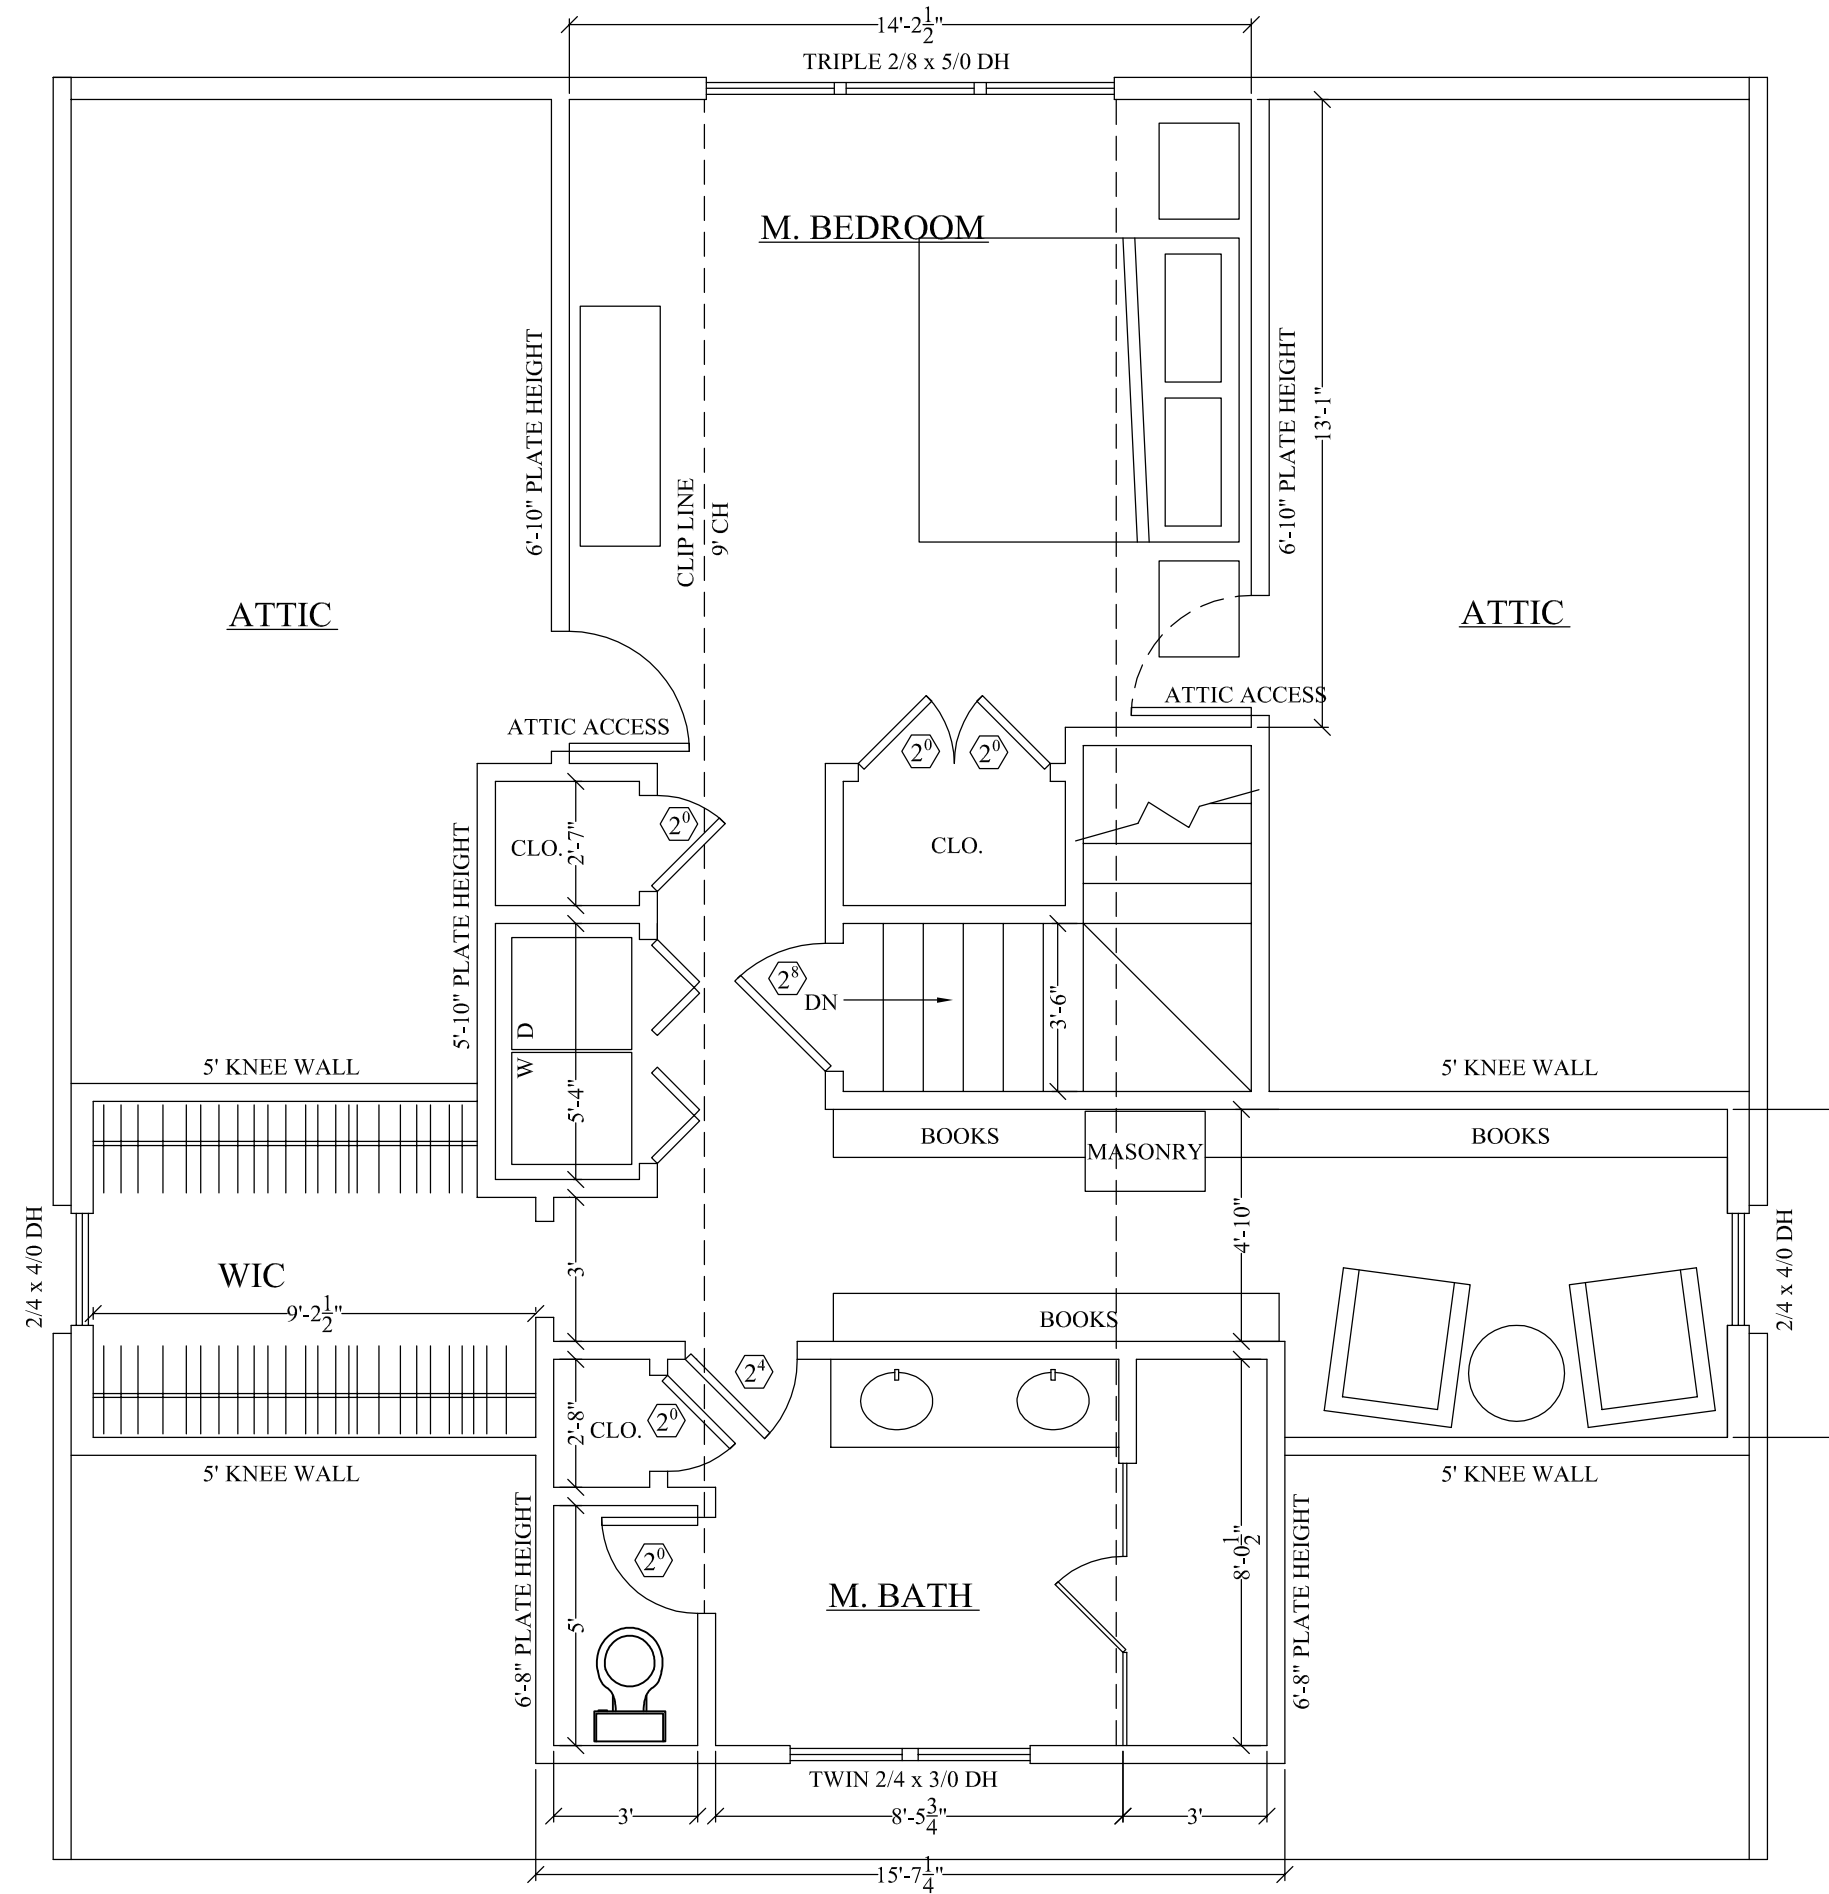 14'-2 1/2"
TRIPLE 2/8 x 5/0 DH
M. BEDROOM
6'-10" PLATE HEIGHT
CLIP LINE
9' CH
6'-10" PLATE HEIGHT
13'-1"
ATTIC
ATTIC
ATTIC ACCESS
ATTIC ACCESS
2⁰
2⁰
2⁰
CLO.
2'-7"
CLO.
5'-10" PLATE HEIGHT
2⁸
DN
3'-6"
D
W
5'-4"
5' KNEE WALL
5' KNEE WALL
BOOKS
MASONRY
BOOKS
2/4 x 4/0 DH
WIC
9'-2 1/2"
3'
4'-10"
2/4 x 4/0 DH
BOOKS
2⁴
2'-8"
CLO.
2⁰
5' KNEE WALL
5' KNEE WALL
6'-8" PLATE HEIGHT
2⁰
5'
M. BATH
8'-0 1/2"
6'-8" PLATE HEIGHT
TWIN 2/4 x 3/0 DH
3'
8'-5 3/4"
3'
15'-7 1/4"